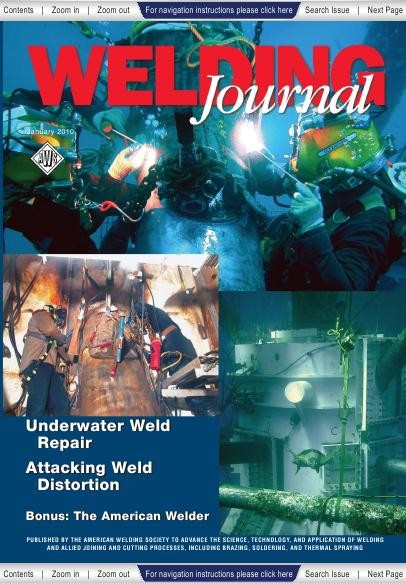 Contents | Zoom in | Zoom out For navigation instructions please click here Search Issue | Next Page
WELDING
Journal
January 2010
AWS
Underwater Weld
Repair
Attacking Weld
Distortion
Bonus: The American Welder
PUBLISHED BY THE AMERICAN WELDING SOCIETY TO ADVANCE THE SCIENCE, TECHNOLOGY, AND APPLICATION OF WELDING
AND ALLIED JOINING AND CUTTING PROCESSES, INCLUDING BRAZING, SOLDERING, AND THERMAL SPRAYING
Contents | Zoom in | Zoom out For navigation instructions please click here Search Issue | Next Page